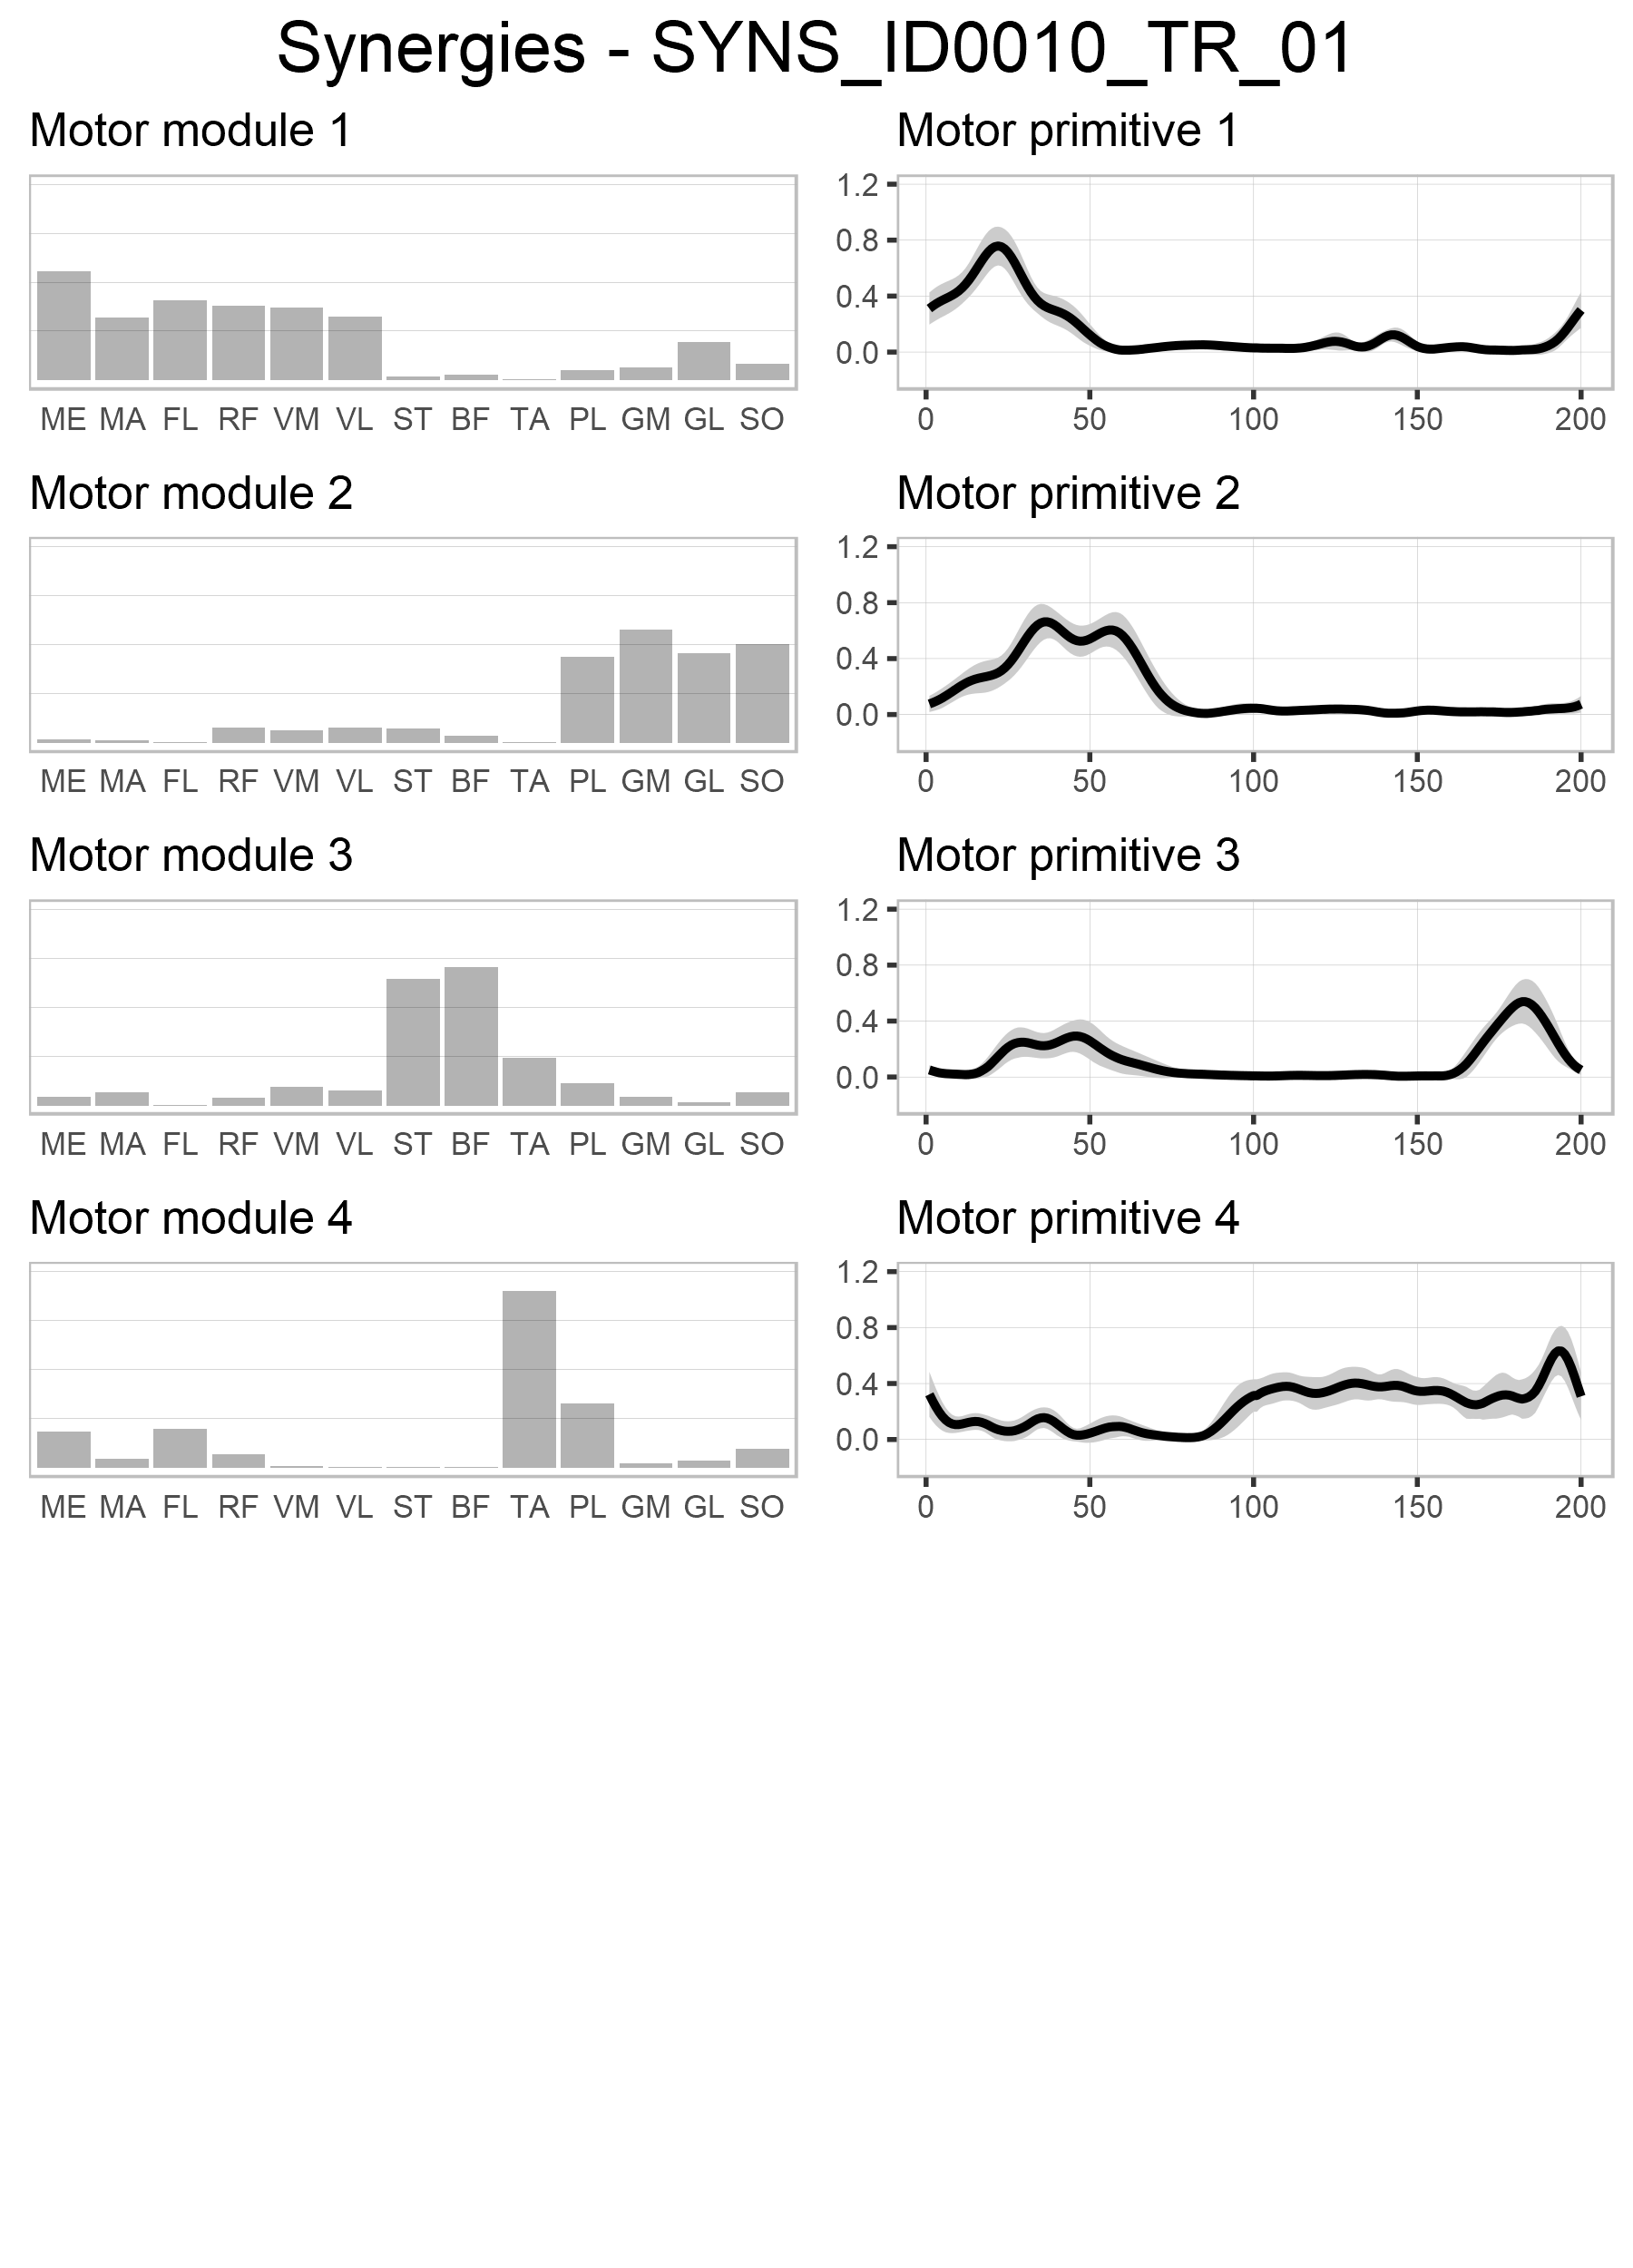 Synergies - SYNS_ID0010_TR_01
Motor module 1
Motor primitive 1
1.2
0.8
0.4
0.0
ME MA FL RF VM VL ST BF TA PL GM GL SO
0 50 100 150 200
Motor module 2
Motor primitive 2
1.2
0.8
0.4
0.0
ME MA FL RF VM VL ST BF TA PL GM GL SO
0 50 100 150 200
Motor module 3
Motor primitive 3
1.2
0.8
0.4
0.0
ME MA FL RF VM VL ST BF TA PL GM GL SO
0 50 100 150 200
Motor module 4
Motor primitive 4
1.2
0.8
0.4
0.0
ME MA FL RF VM VL ST BF TA PL GM GL SO
0 50 100 150 200